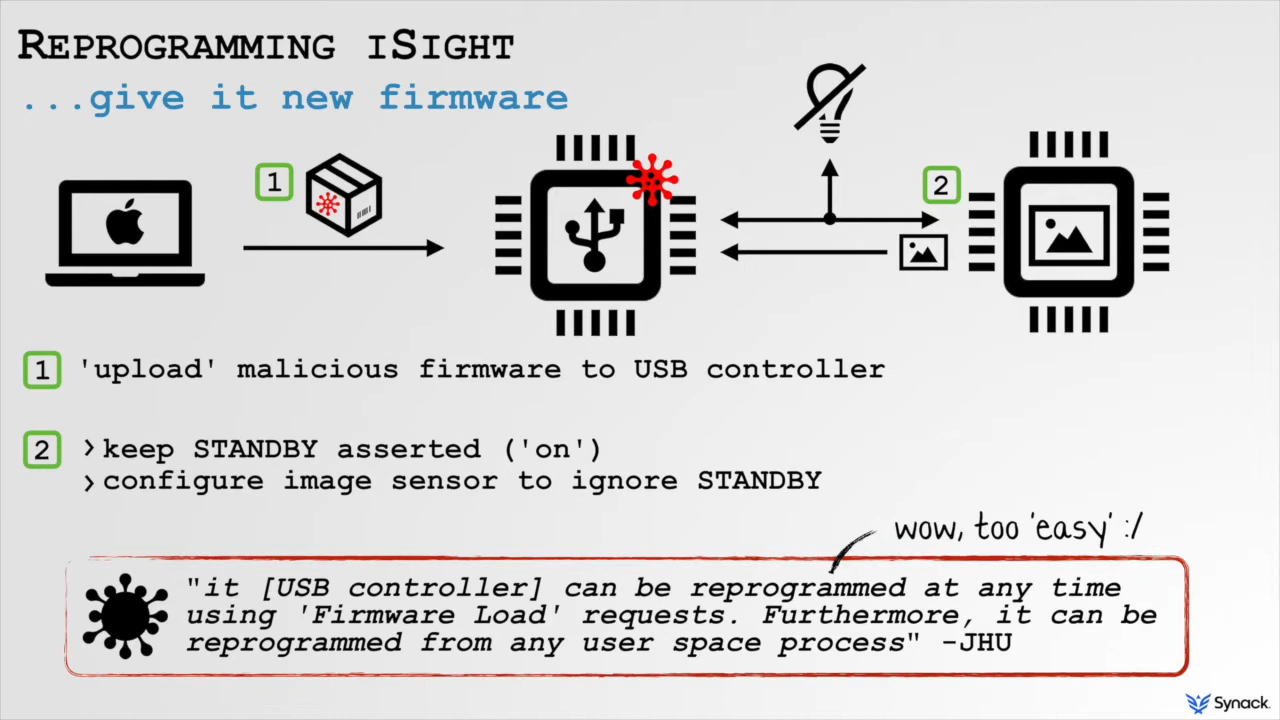 REPROGRAMMING ISIGHT
...give it new firmware
1
2
1 'upload' malicious firmware to USB controller
2 › keep STANDBY asserted ('on')
› configure image sensor to ignore STANDBY
wow, too 'easy' :/
"it [USB controller] can be reprogrammed at any time
using 'Firmware Load' requests. Furthermore, it can be
reprogrammed from any user space process" -JHU
Synack.